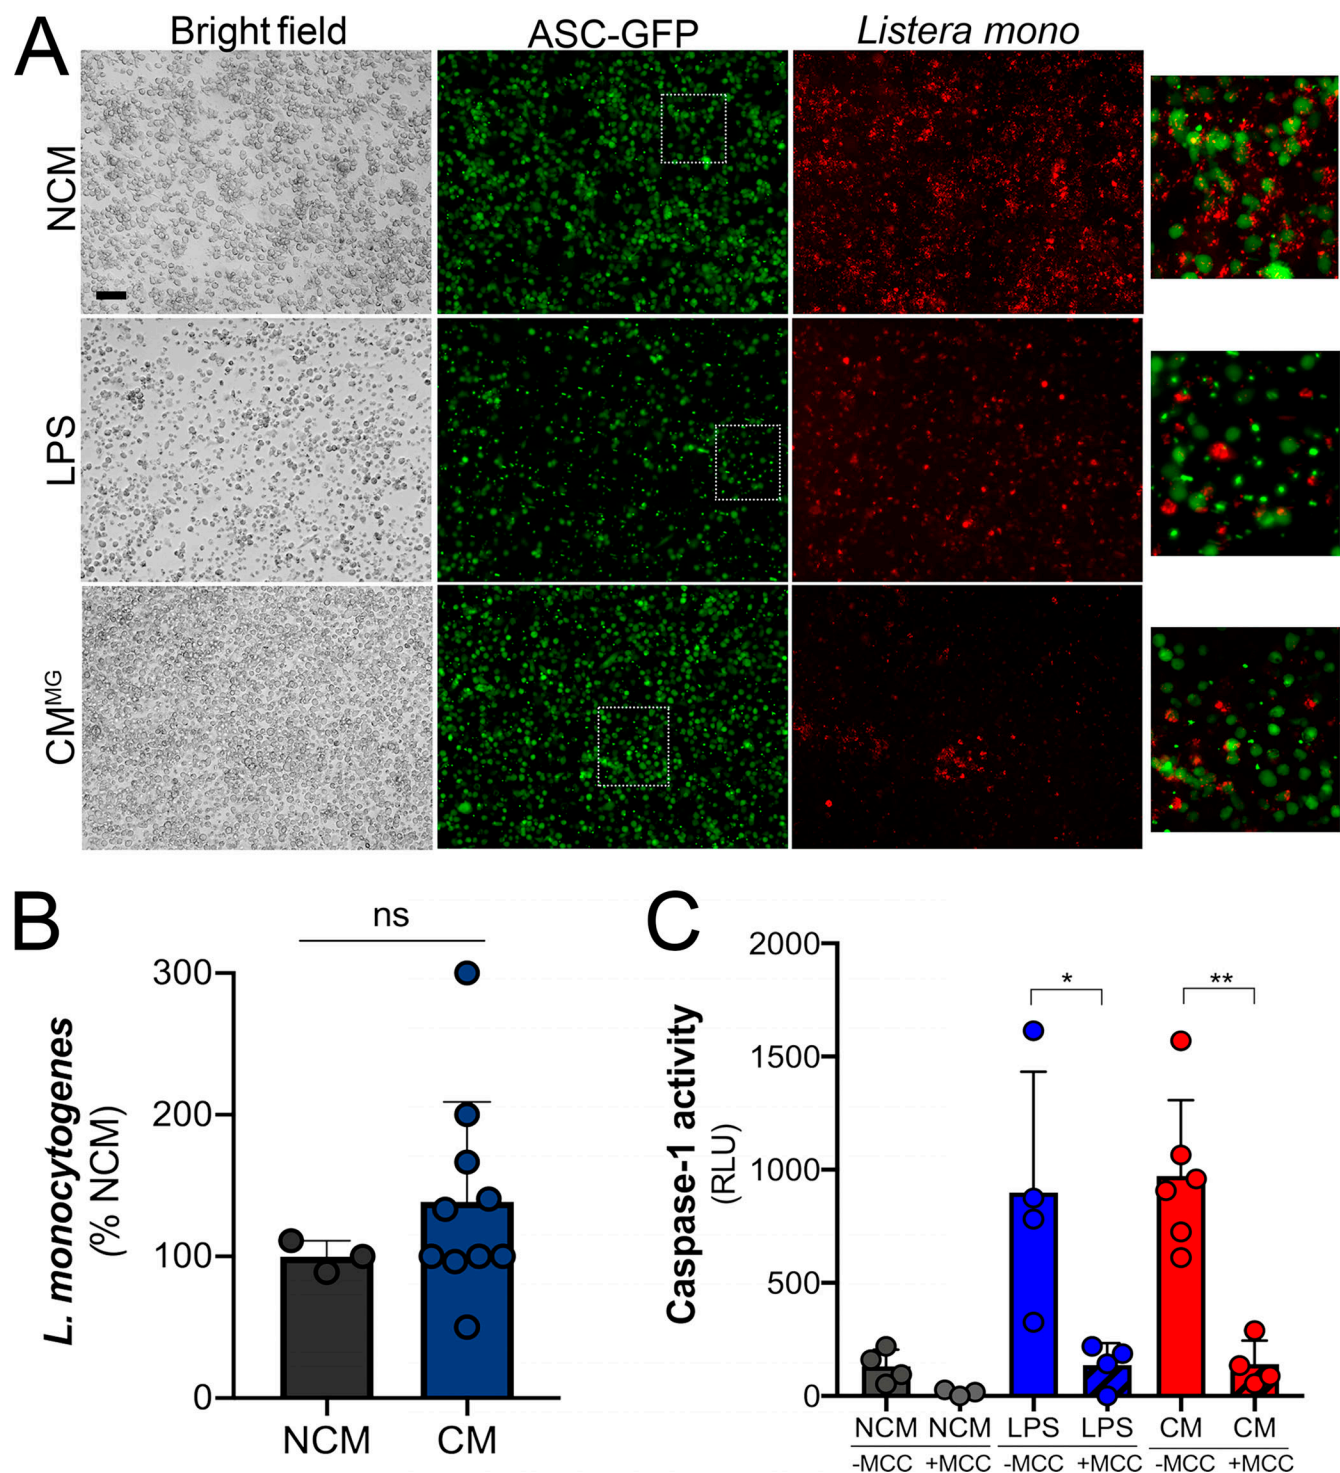 A
Bright field
ASC-GFP
Listera mono
NCM
LPS
CMMG
B
ns
L. monocytogenes
(% NCM)
300
200
100
0
NCM
CM
C
Caspase-1 activity
(RLU)
2000
1500
1000
500
0
*
**
NCM NCM LPS LPS CM CM
-MCC +MCC -MCC +MCC -MCC +MCC